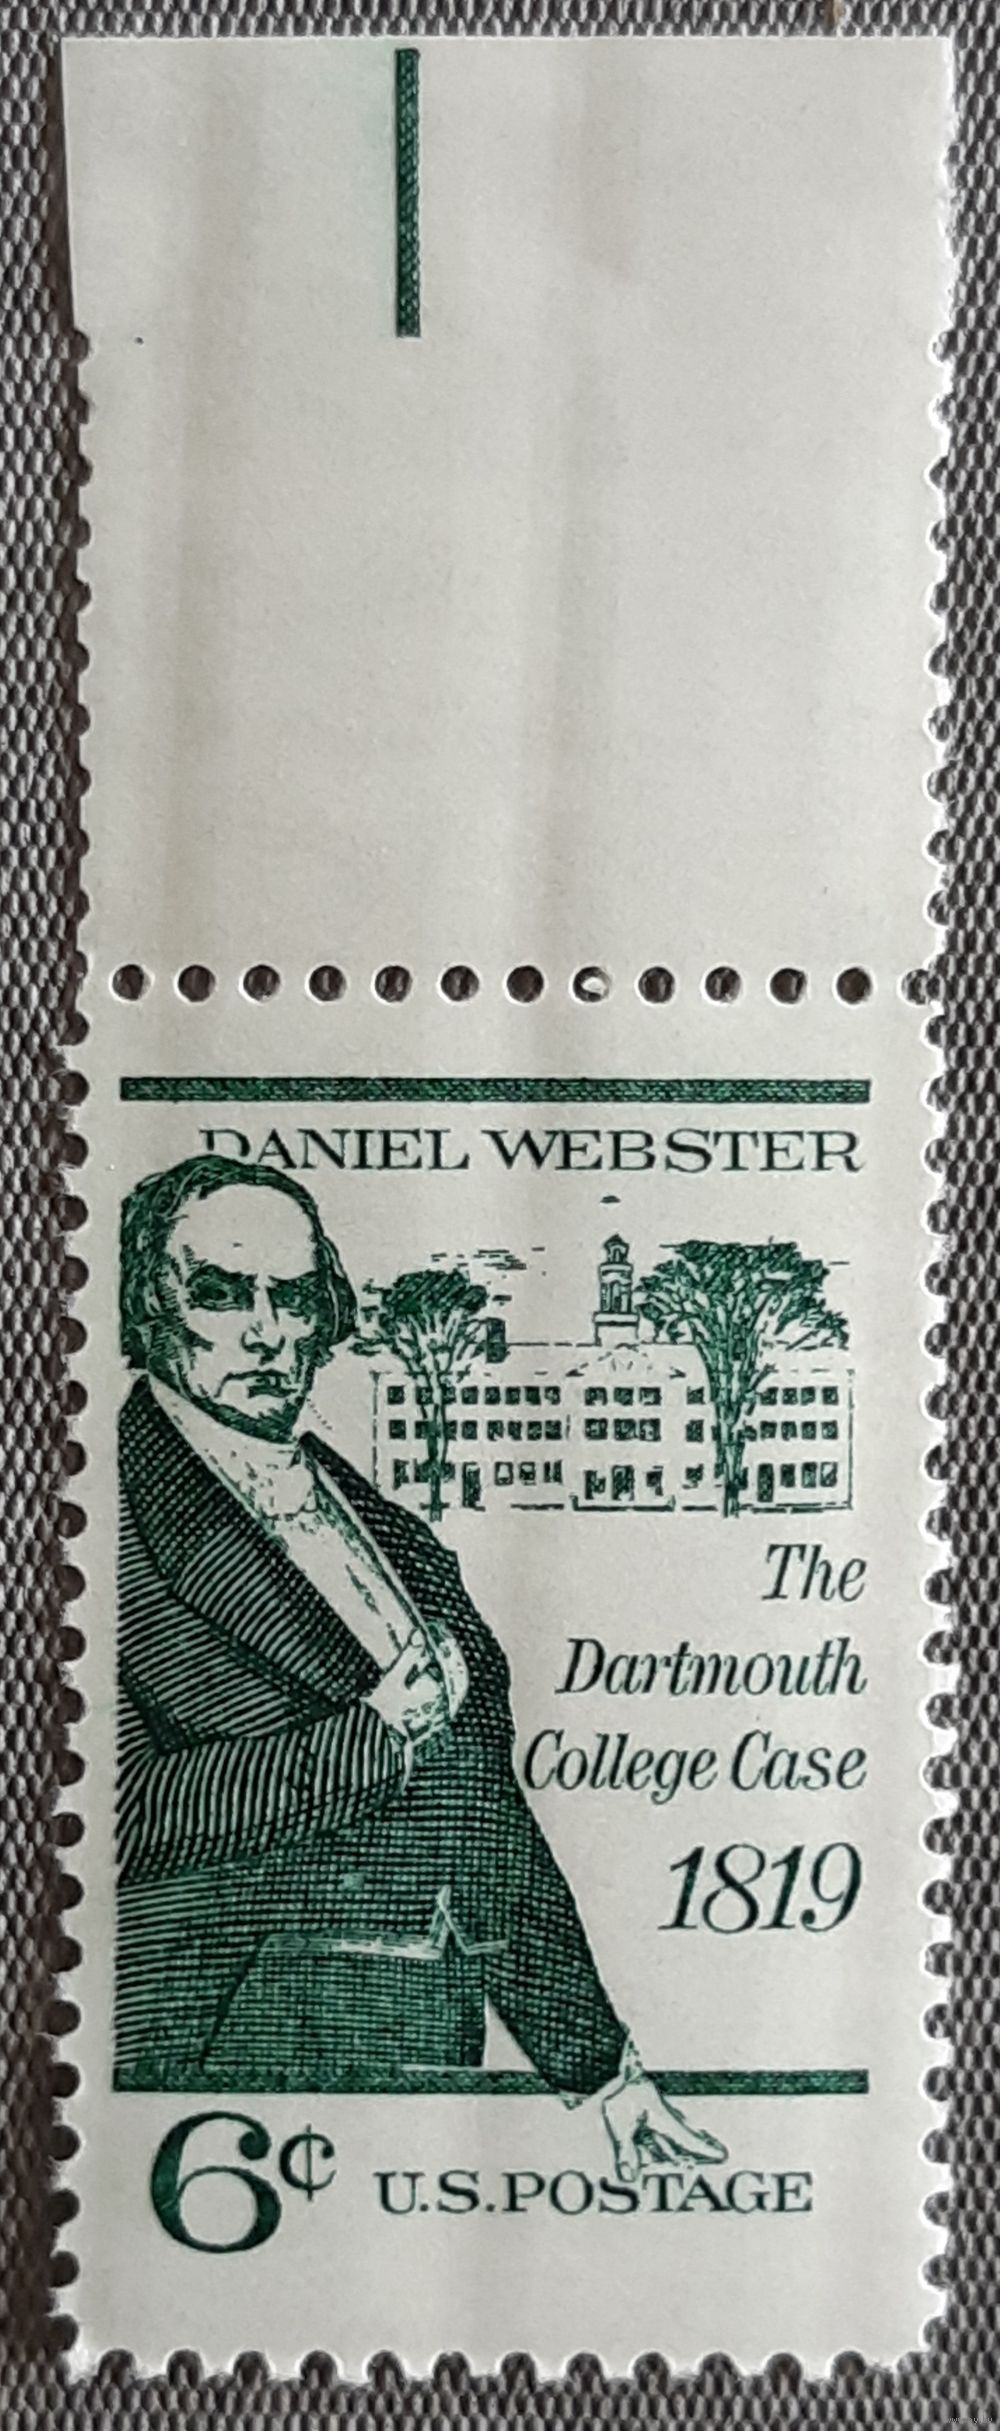 DANIEL WEBSTER
The
Dartmouth
College Case
1819
6¢ U.S. POSTAGE